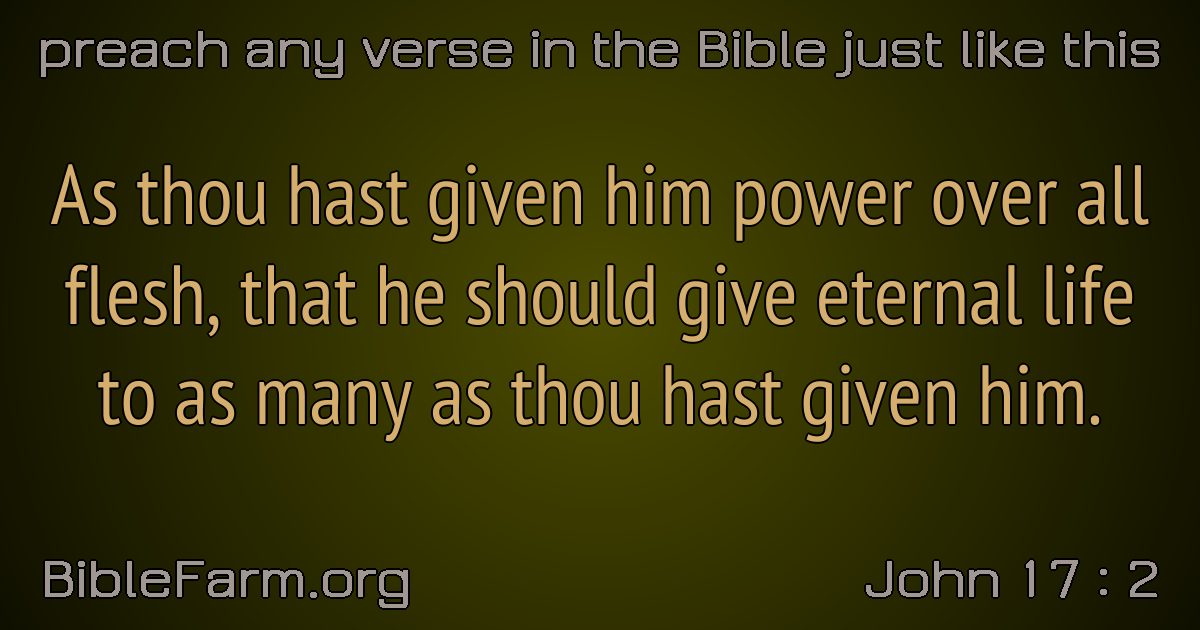 preach any verse in the Bible just like this
As thou hast given him power over all
flesh, that he should give eternal life
to as many as thou hast given him.
BibleFarm.org
John 17 : 2